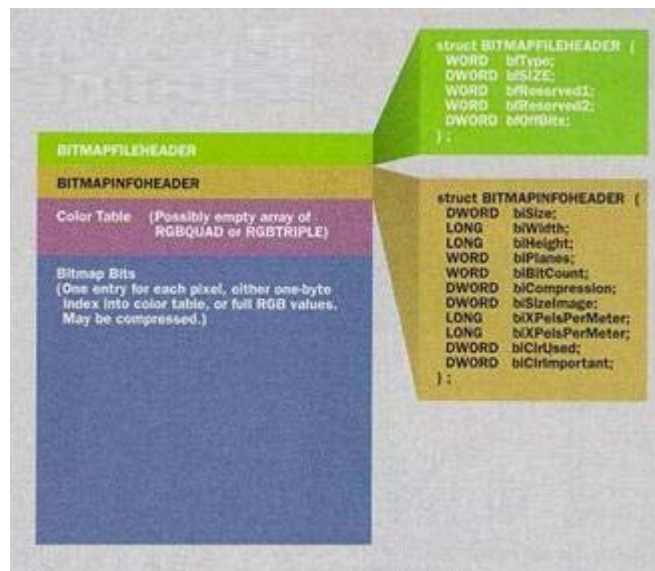 struct BITMAPFILEHEADER {
WORD bfType;
DWORD bfSIZE;
WORD bfReserved1;
WORD bfReserved2;
DWORD bfOffBits;
};
BITMAPFILEHEADER
BITMAPINFOHEADER
Color Table (Possibly empty array of
RGBQUAD or RGBTRIPLE)
Bitmap Bits
(One entry for each pixel, either one-byte
index into color table, or full RGB values.
May be compressed.)
struct BITMAPINFOHEADER {
DWORD biSize;
LONG biWidth;
LONG biHeight;
WORD biPlanes;
WORD biBitCount;
DWORD biCompression;
DWORD biSizeImage;
LONG biXPelsPerMeter;
LONG biXPelsPerMeter;
DWORD biClrUsed;
DWORD biClrImportant;
};